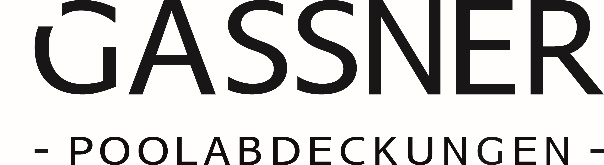 GASSNER
- POOLABDECKUNGEN -